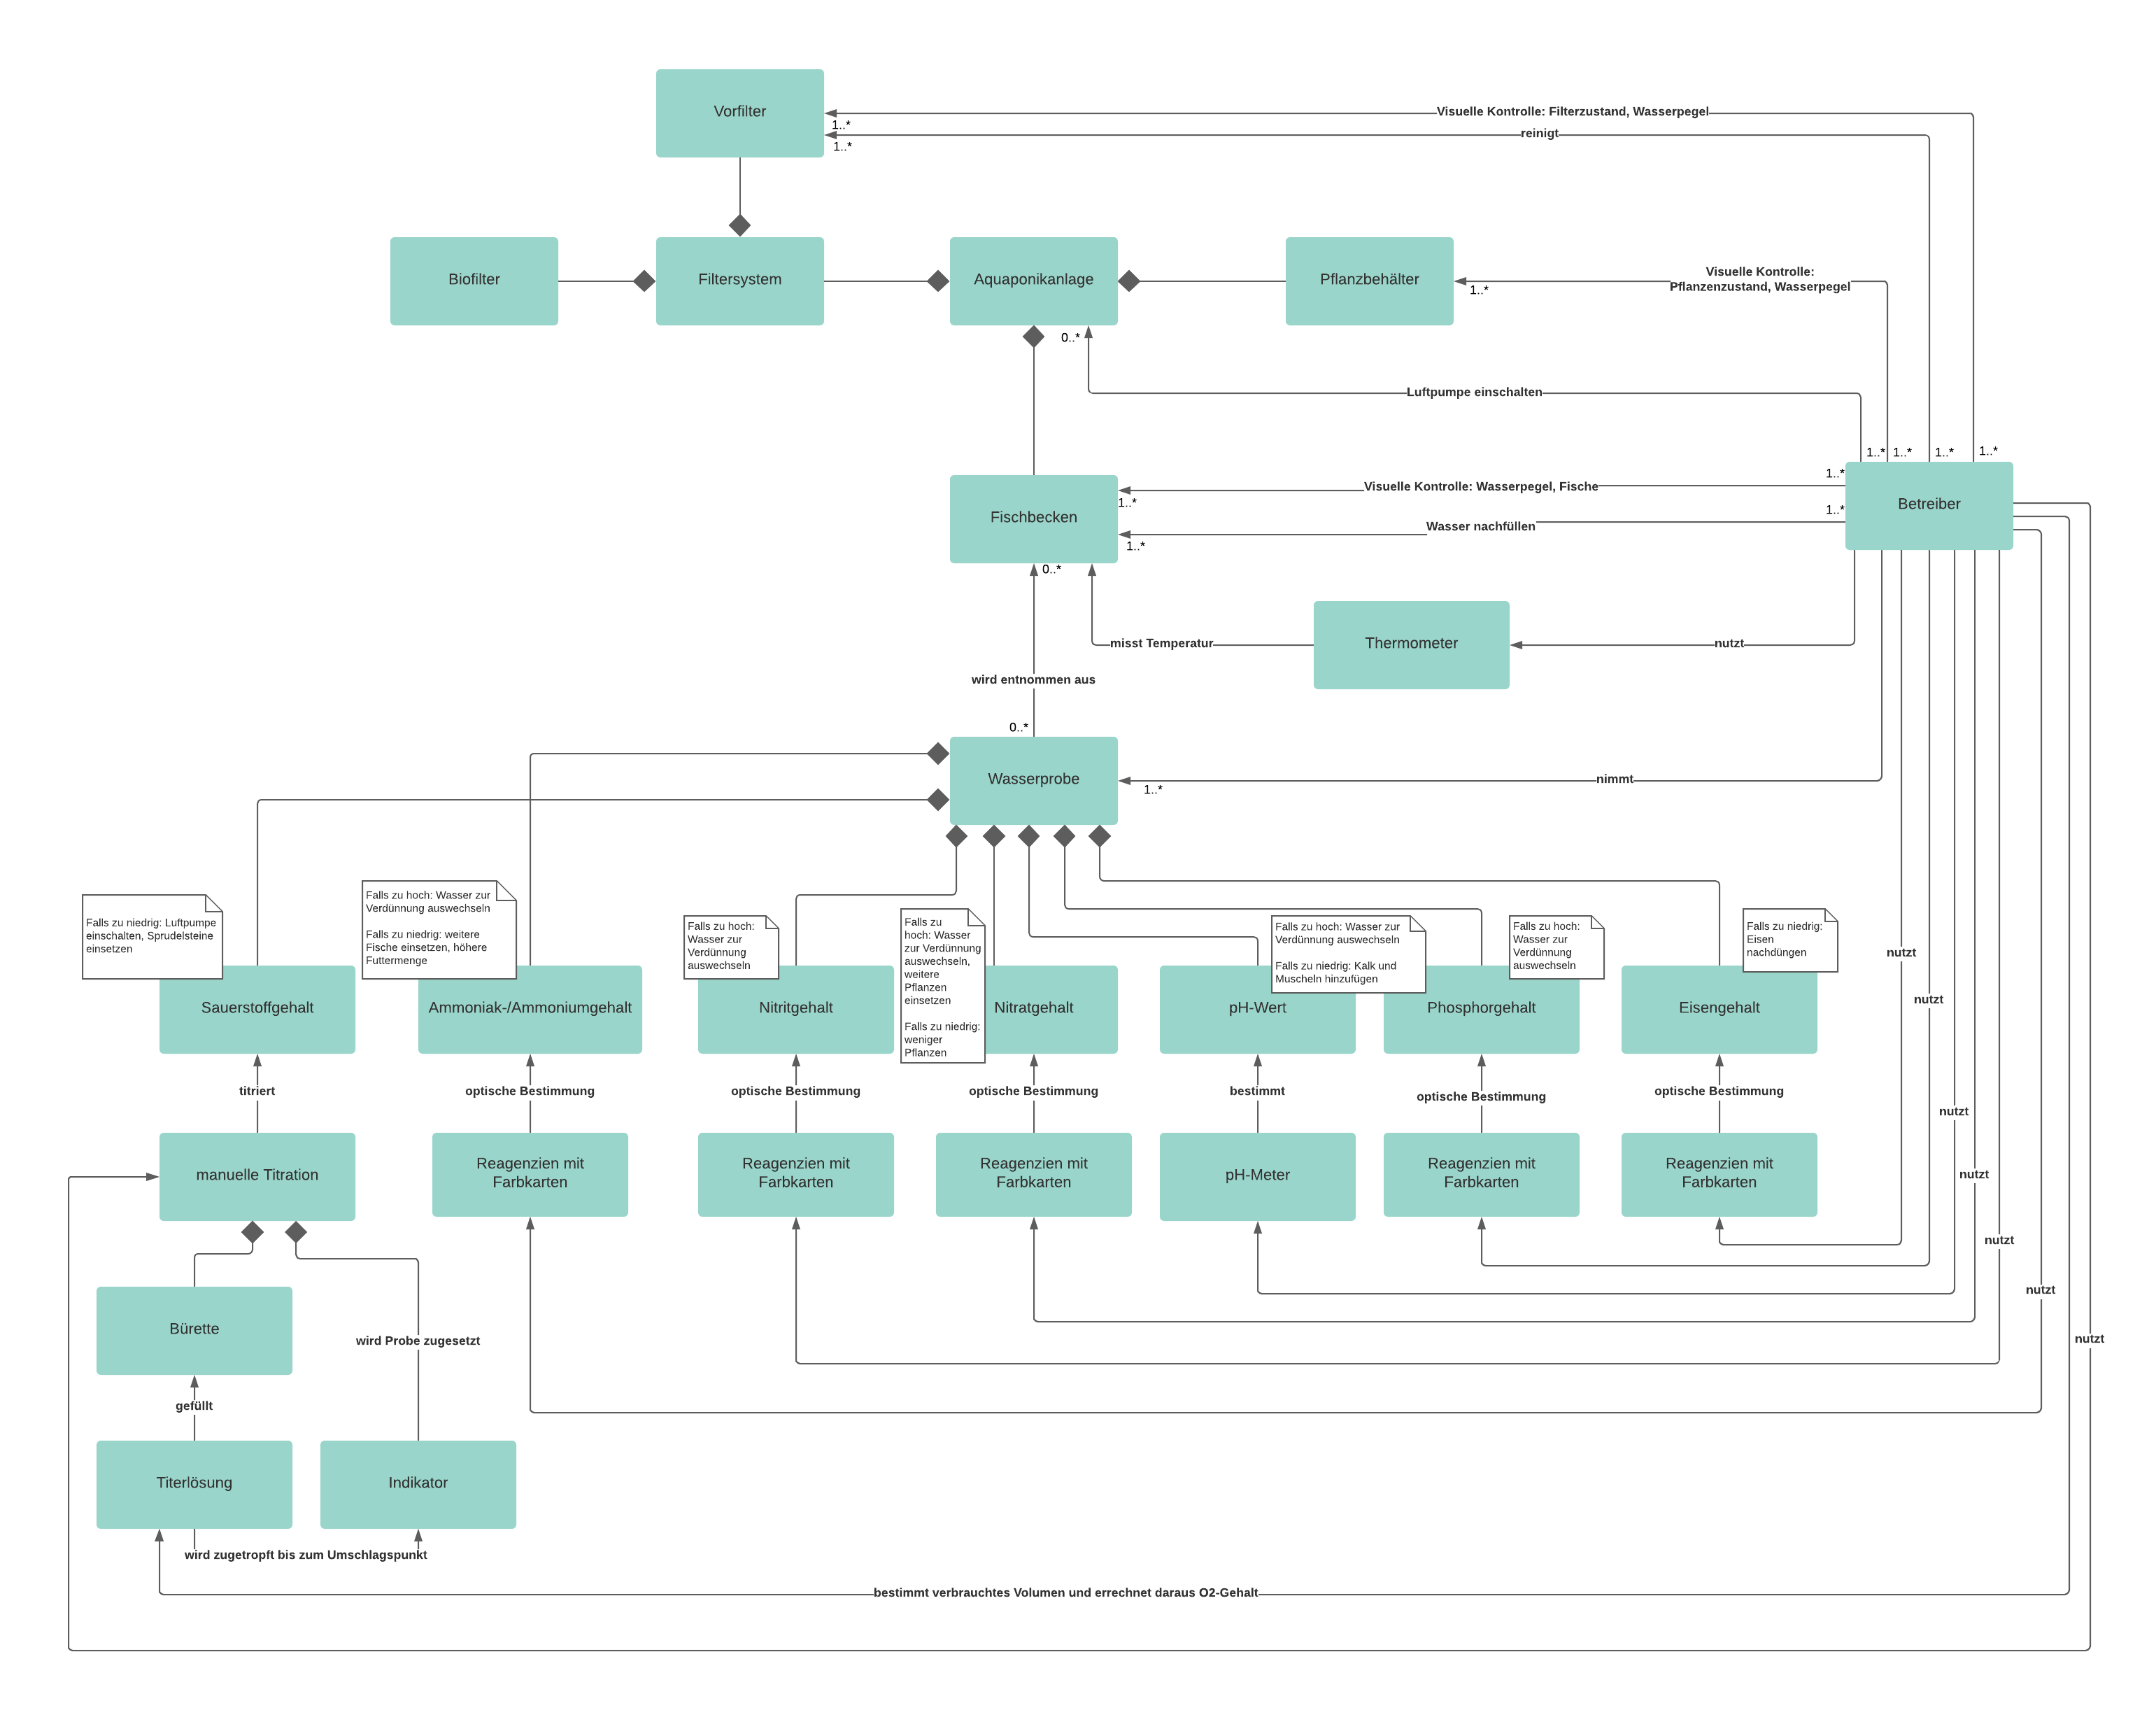 Vorfilter
Visuelle Kontrolle: Filterzustand, Wasserpegel
1..*
reinigt
1..*
Biofilter
Filtersystem
Aquaponikanlage
Pflanzbehälter
Visuelle Kontrolle:
Pflanzenzustand, Wasserpegel
1..*
0..*
Luftpumpe einschalten
1..*
1..*
1..*
1..*
Fischbecken
Visuelle Kontrolle: Wasserpegel, Fische
1..*
1..*
Betreiber
Wasser nachfüllen
1..*
1..*
0..*
Thermometer
misst Temperatur
nutzt
wird entnommen aus
0..*
Wasserprobe
nimmt
1..*
Falls zu niedrig: Luftpumpe
einschalten, Sprudelsteine
einsetzen
Falls zu hoch: Wasser zur
Verdünnung auswechseln
Falls zu niedrig: weitere
Fische einsetzen, höhere
Futtermenge
Falls zu hoch:
Wasser zur
Verdünnung
auswechseln
Falls zu
hoch: Wasser
zur Verdünnung
auswechseln,
weitere
Pflanzen
einsetzen
Falls zu niedrig:
weniger
Pflanzen
Falls zu hoch: Wasser zur
Verdünnung auswechseln
Falls zu niedrig: Kalk und
Muscheln hinzufügen
Falls zu hoch:
Wasser zur
Verdünnung
auswechseln
Falls zu niedrig:
Eisen
nachdüngen
Sauerstoffgehalt
Ammoniak-/Ammoniumgehalt
Nitritgehalt
Nitratgehalt
pH-Wert
Phosphorgehalt
Eisengehalt
nutzt
nutzt
nutzt
nutzt
nutzt
nutzt
nutzt
titriert
optische Bestimmung
optische Bestimmung
optische Bestimmung
bestimmt
optische Bestimmung
optische Bestimmung
manuelle Titration
Reagenzien mit
Farbkarten
Reagenzien mit
Farbkarten
Reagenzien mit
Farbkarten
pH-Meter
Reagenzien mit
Farbkarten
Reagenzien mit
Farbkarten
Bürette
wird Probe zugesetzt
gefüllt
Titerlösung
Indikator
wird zugetropft bis zum Umschlagspunkt
bestimmt verbrauchtes Volumen und errechnet daraus O2-Gehalt